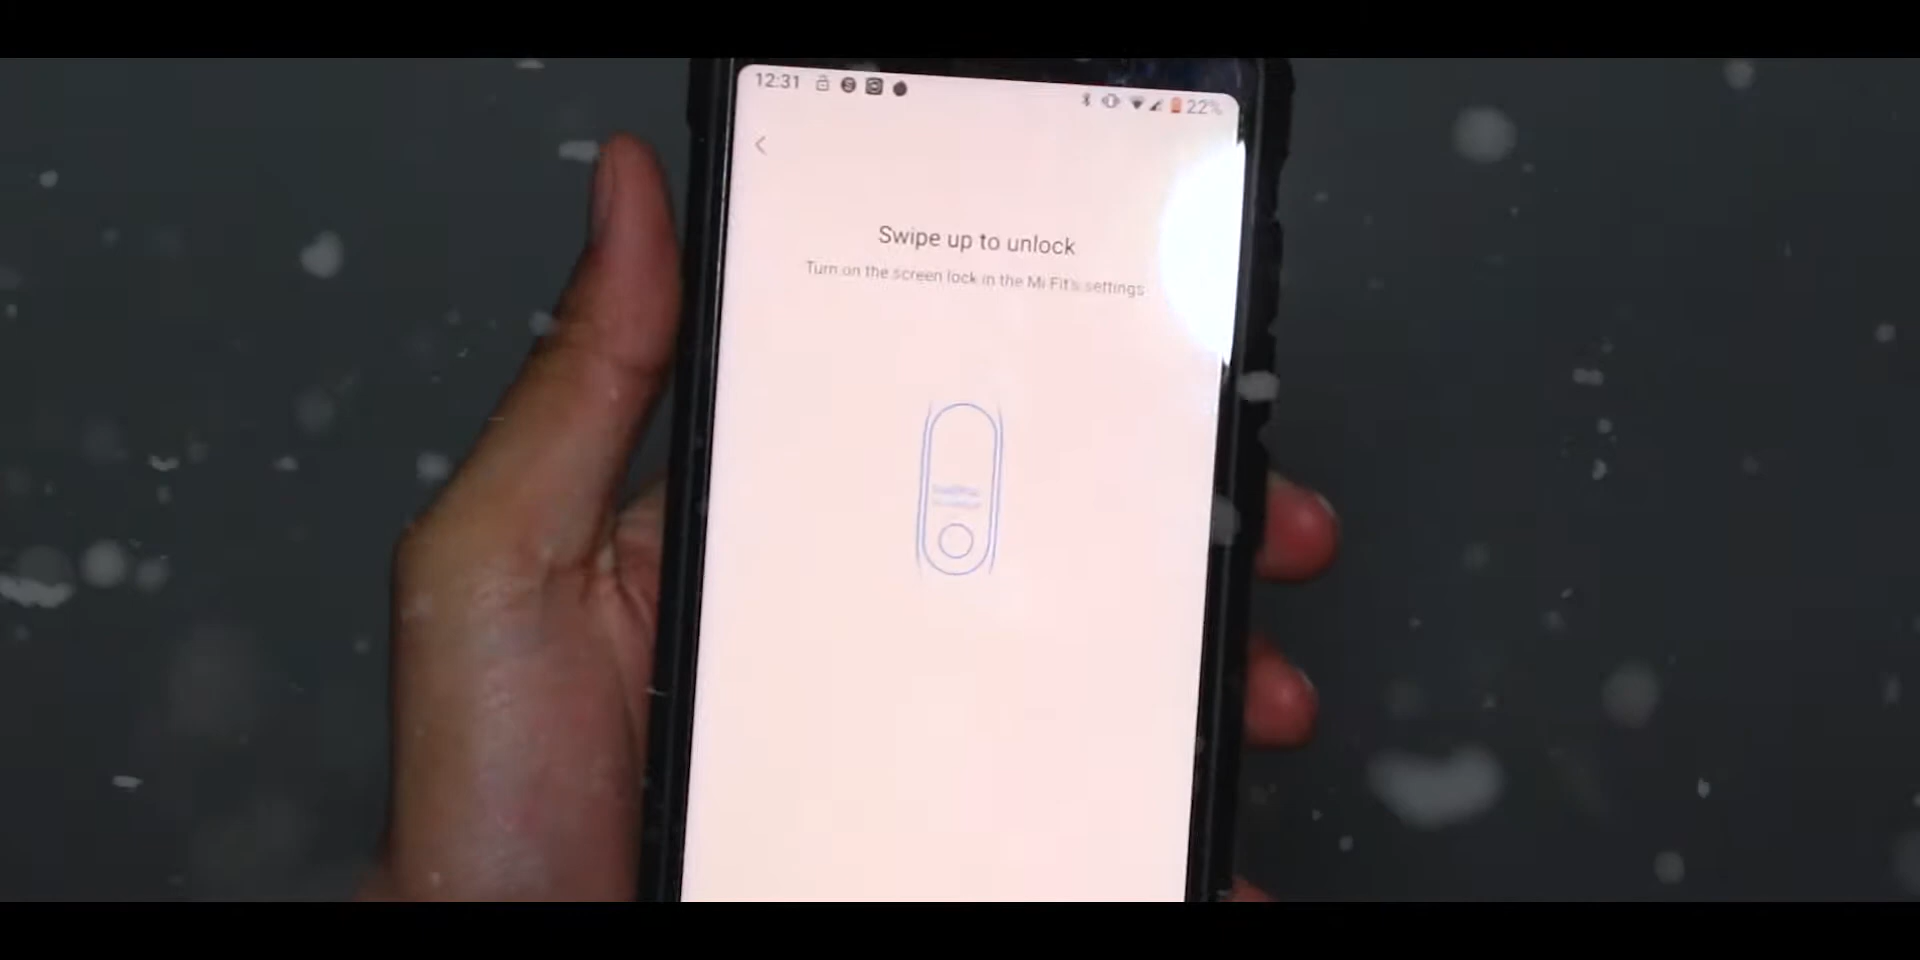 12:31 22%
Swipe up to unlock
Turn on the screen lock in the Mi Fit's settings